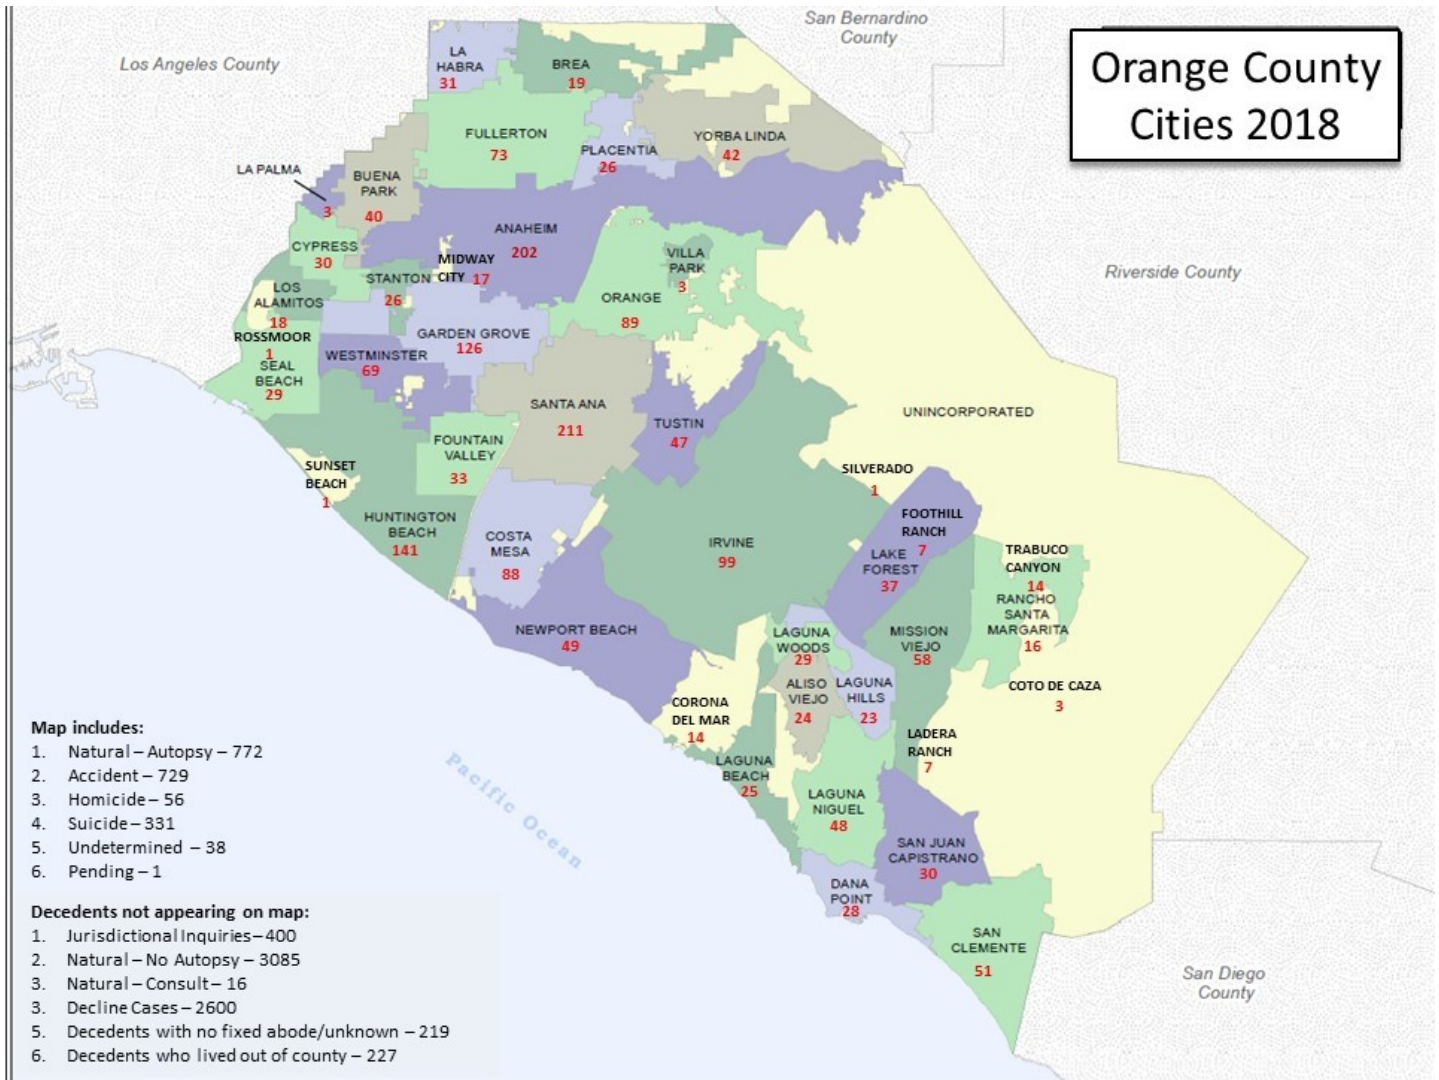 San Bernardino
County
Orange County
Cities 2018
Los Angeles County
LA
HABRA
31
BREA
19
FULLERTON
73
PLACENTIA
26
YORBA LINDA
42
LA PALMA
3
BUENA
PARK
40
ANAHEIM
202
CYPRESS
30
MIDWAY
CITY 17
STANTON
26
VILLA
PARK
3
Riverside County
LOS
ALAMITOS
18
ORANGE
89
GARDEN GROVE
126
ROSSMOOR
1
SEAL
BEACH
29
WESTMINSTER
69
SANTA ANA
211
TUSTIN
47
UNINCORPORATED
FOUNTAIN
VALLEY
33
SUNSET
BEACH
1
SILVERADO
1
HUNTINGTON
BEACH
141
COSTA
MESA
88
IRVINE
99
FOOTHILL
RANCH
7
LAKE
FOREST
37
TRABUCO
CANYON
14
RANCHO
SANTA
MARGARITA
16
NEWPORT BEACH
49
LAGUNA
WOODS
29
MISSION
VIEJO
58
ALISO
VIEJO
24
LAGUNA
HILLS
23
COTO DE CAZA
3
CORONA
DEL MAR
14
LADERA
RANCH
7
LAGUNA
BEACH
25
LAGUNA
NIGUEL
48
SAN JUAN
CAPISTRANO
30
DANA
POINT
28
SAN
CLEMENTE
51
Pacific Ocean
San Diego
County
Map includes:
1. Natural – Autopsy – 772
2. Accident – 729
3. Homicide – 56
4. Suicide – 331
5. Undetermined – 38
6. Pending – 1
Decedents not appearing on map:
1. Jurisdictional Inquiries – 400
2. Natural – No Autopsy – 3085
3. Natural – Consult – 16
3. Decline Cases – 2600
5. Decedents with no fixed abode/unknown – 219
6. Decedents who lived out of county – 227